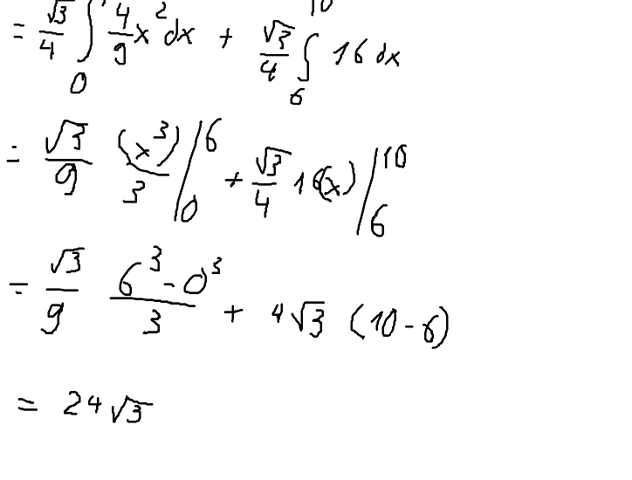 = √3/4 ∫₀ 4/9 x² dx + √3/4 ∫₆¹⁰ 16 dx
= √3/9 (x³)/3 |₀⁶ + √3/4 16(x) |₆¹⁰
= √3/9 (6³ - 0³)/3 + 4√3 (10 - 6)
= 24√3